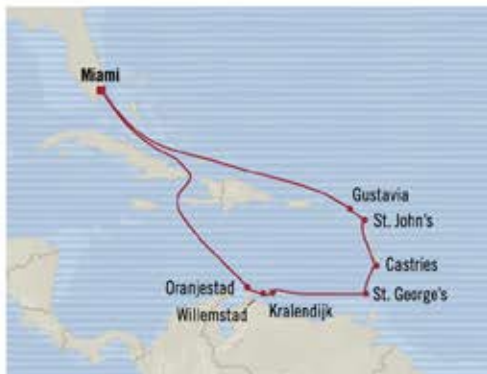 Miami
Gustavia
St. John's
Castries
St. George's
Oranjestad
Willemstad
Kralendijk